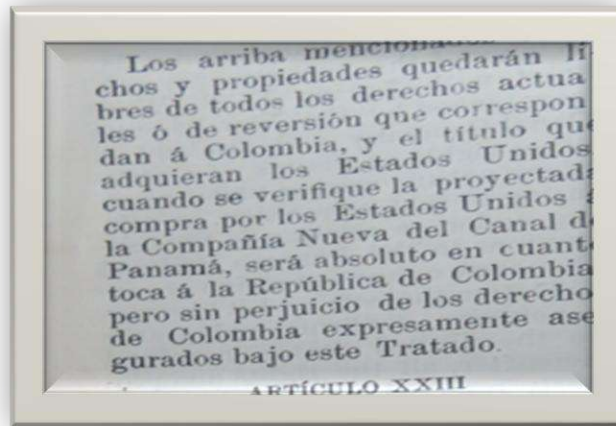 Los arriba mencionados
chos y propiedades quedarán li
bres de todos los derechos actua
les ó de reversión que correspon
dan á Colombia, y el título que
adquieran los Estados Unidos
cuando se verifique la proyectada
compra por los Estados Unidos á
la Compañía Nueva del Canal de
Panamá, será absoluto en cuanto
toca á la República de Colombia
pero sin perjuicio de los derecho
de Colombia expresamente ase
gurados bajo este Tratado.
ARTÍCULO XXIII